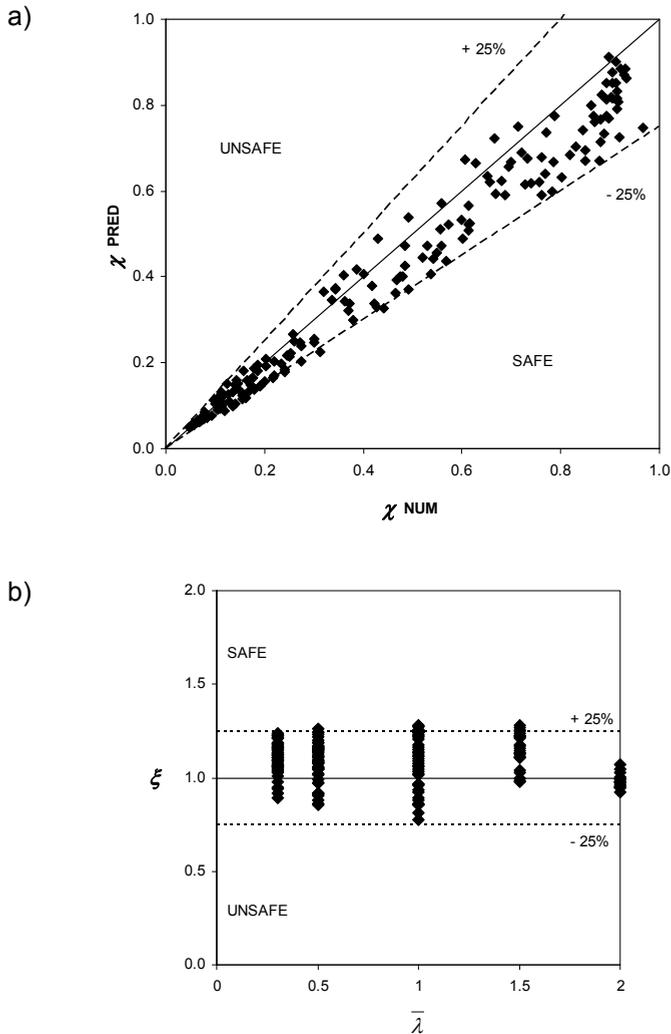 a)
1.0
+ 25%
0.8
UNSAFE
0.6
- 25%
χ PRED
0.4
SAFE
0.2
0.0
0.0 0.2 0.4 0.6 0.8 1.0
χ NUM
b)
2.0
SAFE
1.5
+ 25%
ξ
1.0
- 25%
0.5
UNSAFE
0.0
0 0.5 1 1.5 2
λ̅